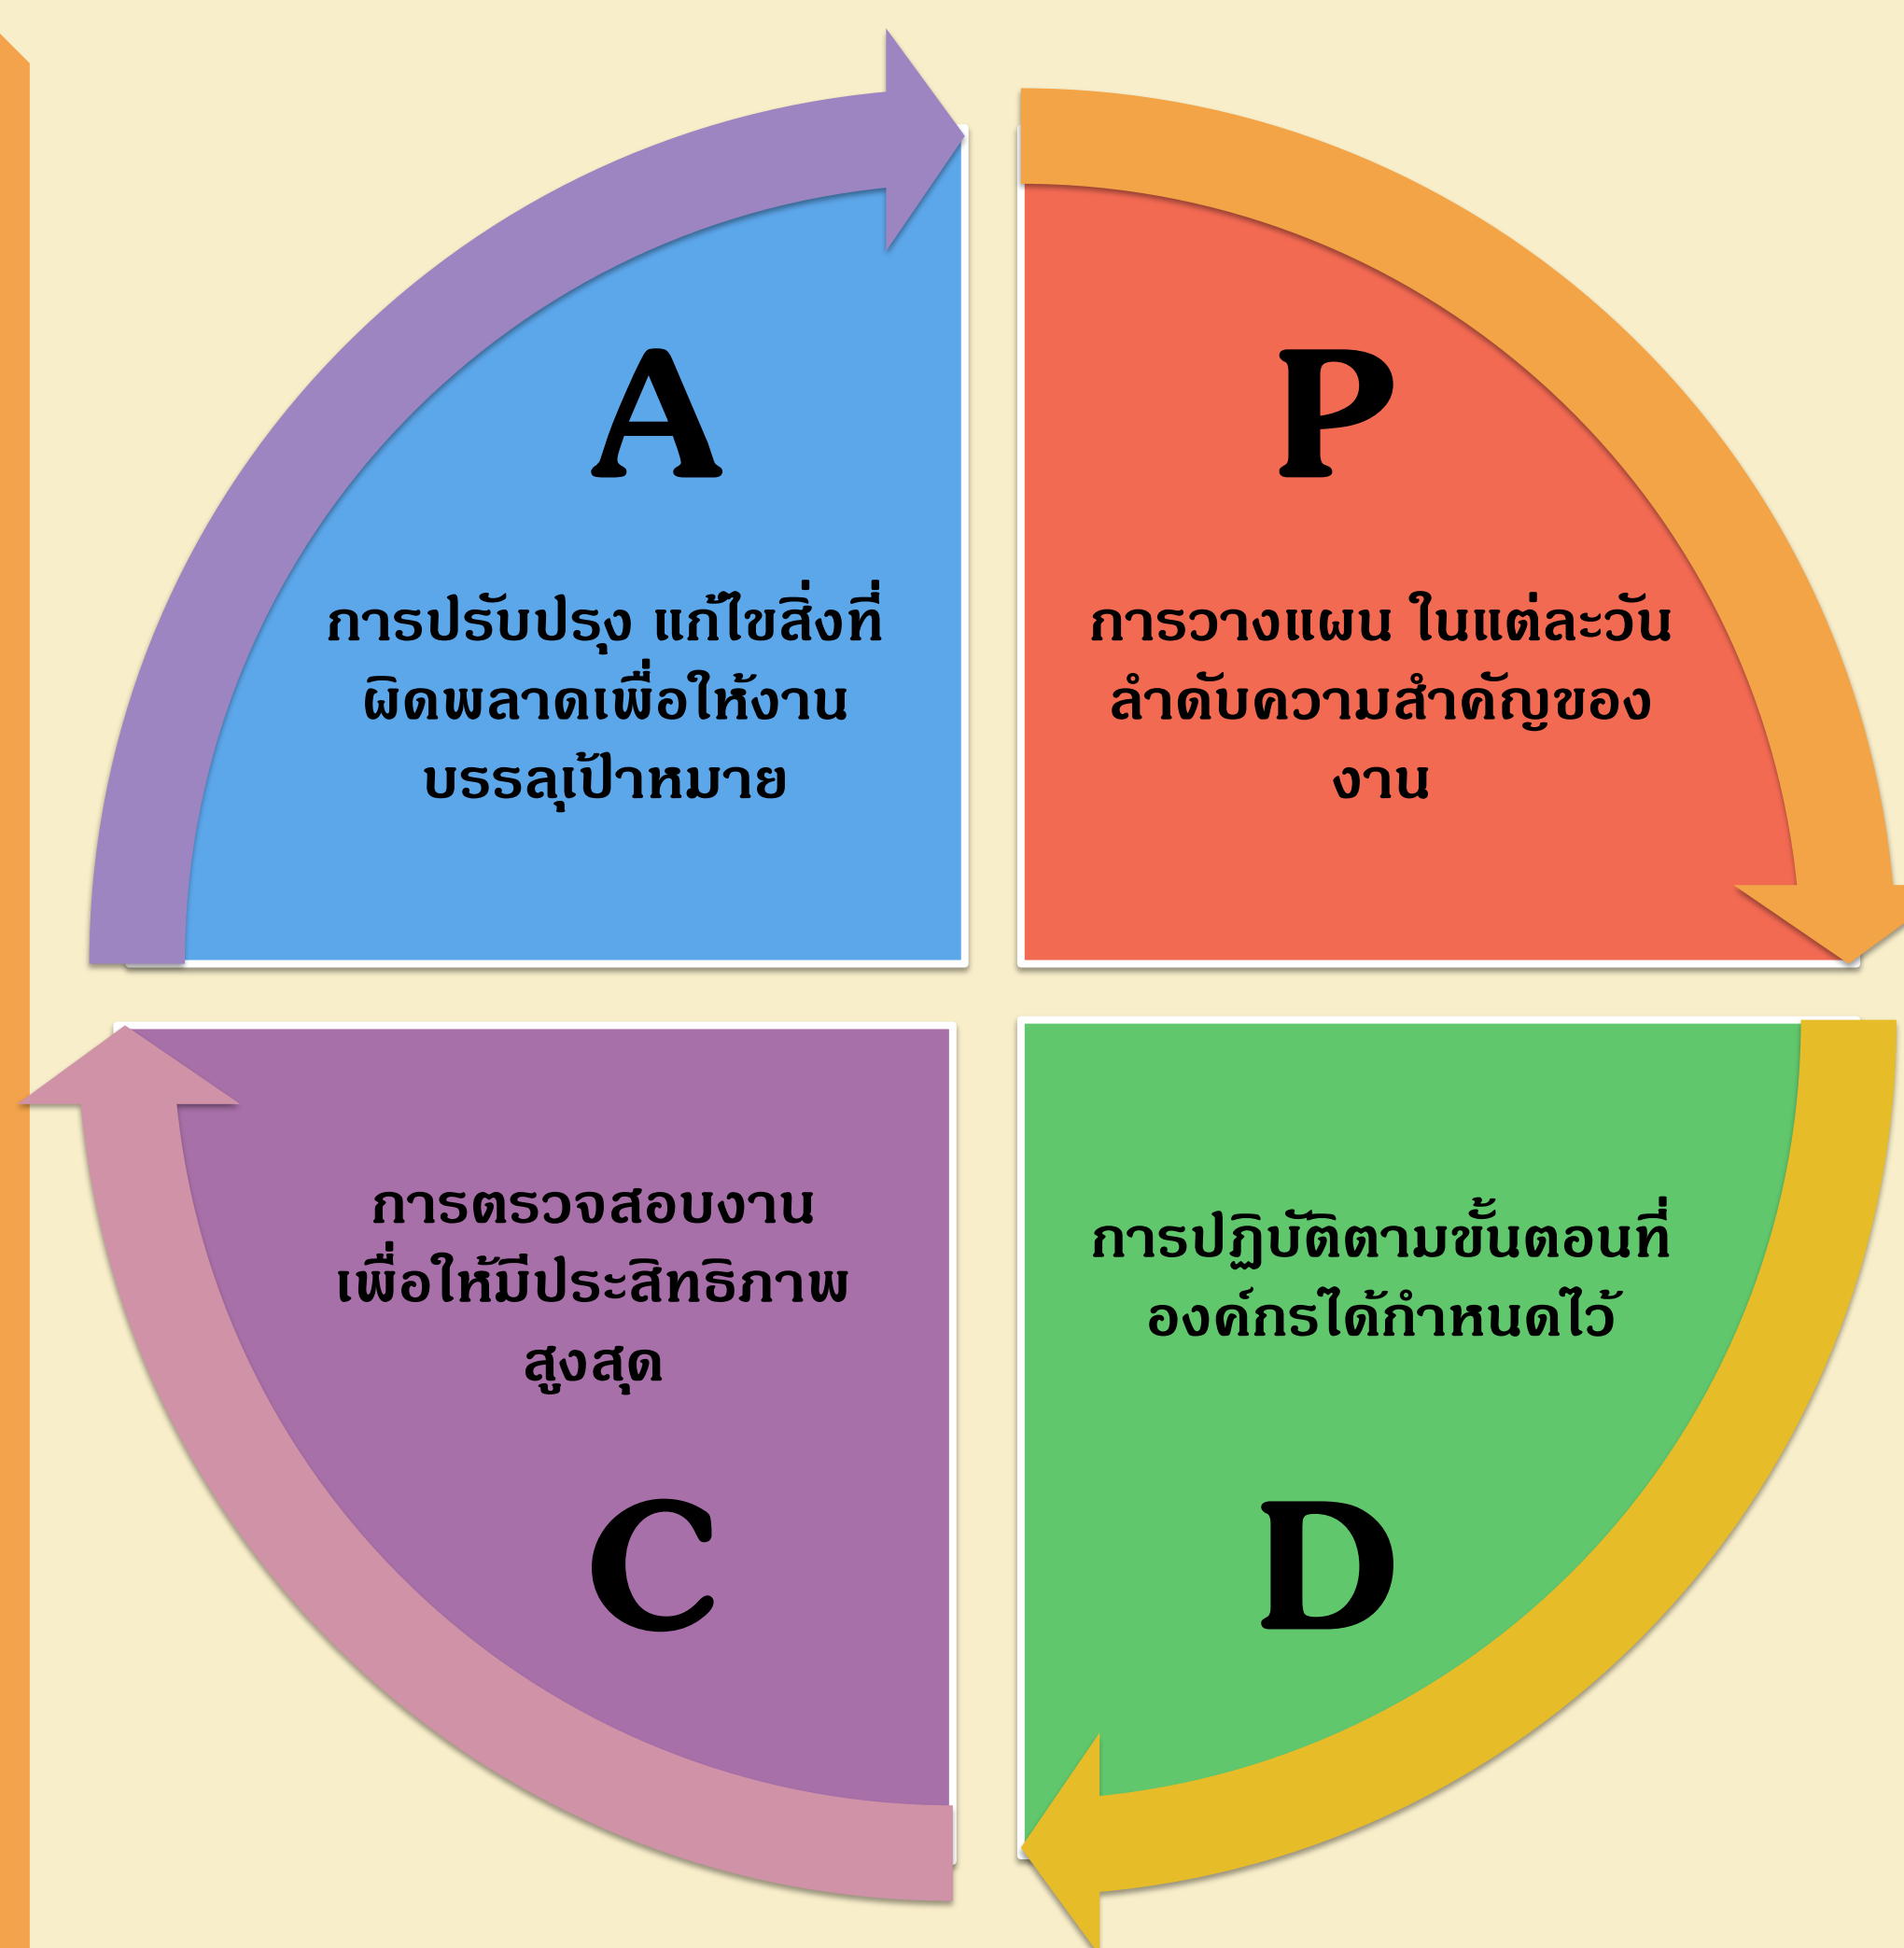 A
การปรับปรุง แก้ไขสิ่งที่
ผิดพลาดเพื่อให้งาน
บรรลุเป้าหมาย
P
การวางแผน ในแต่ละวัน
ลำดับความสำคัญของ
งาน
การตรวจสอบงาน
เพื่อให้มีประสิทธิภาพ
สูงสุด
C
การปฏิบัติตามขั้นตอนที่
องค์กรได้กำหนดไว้
D